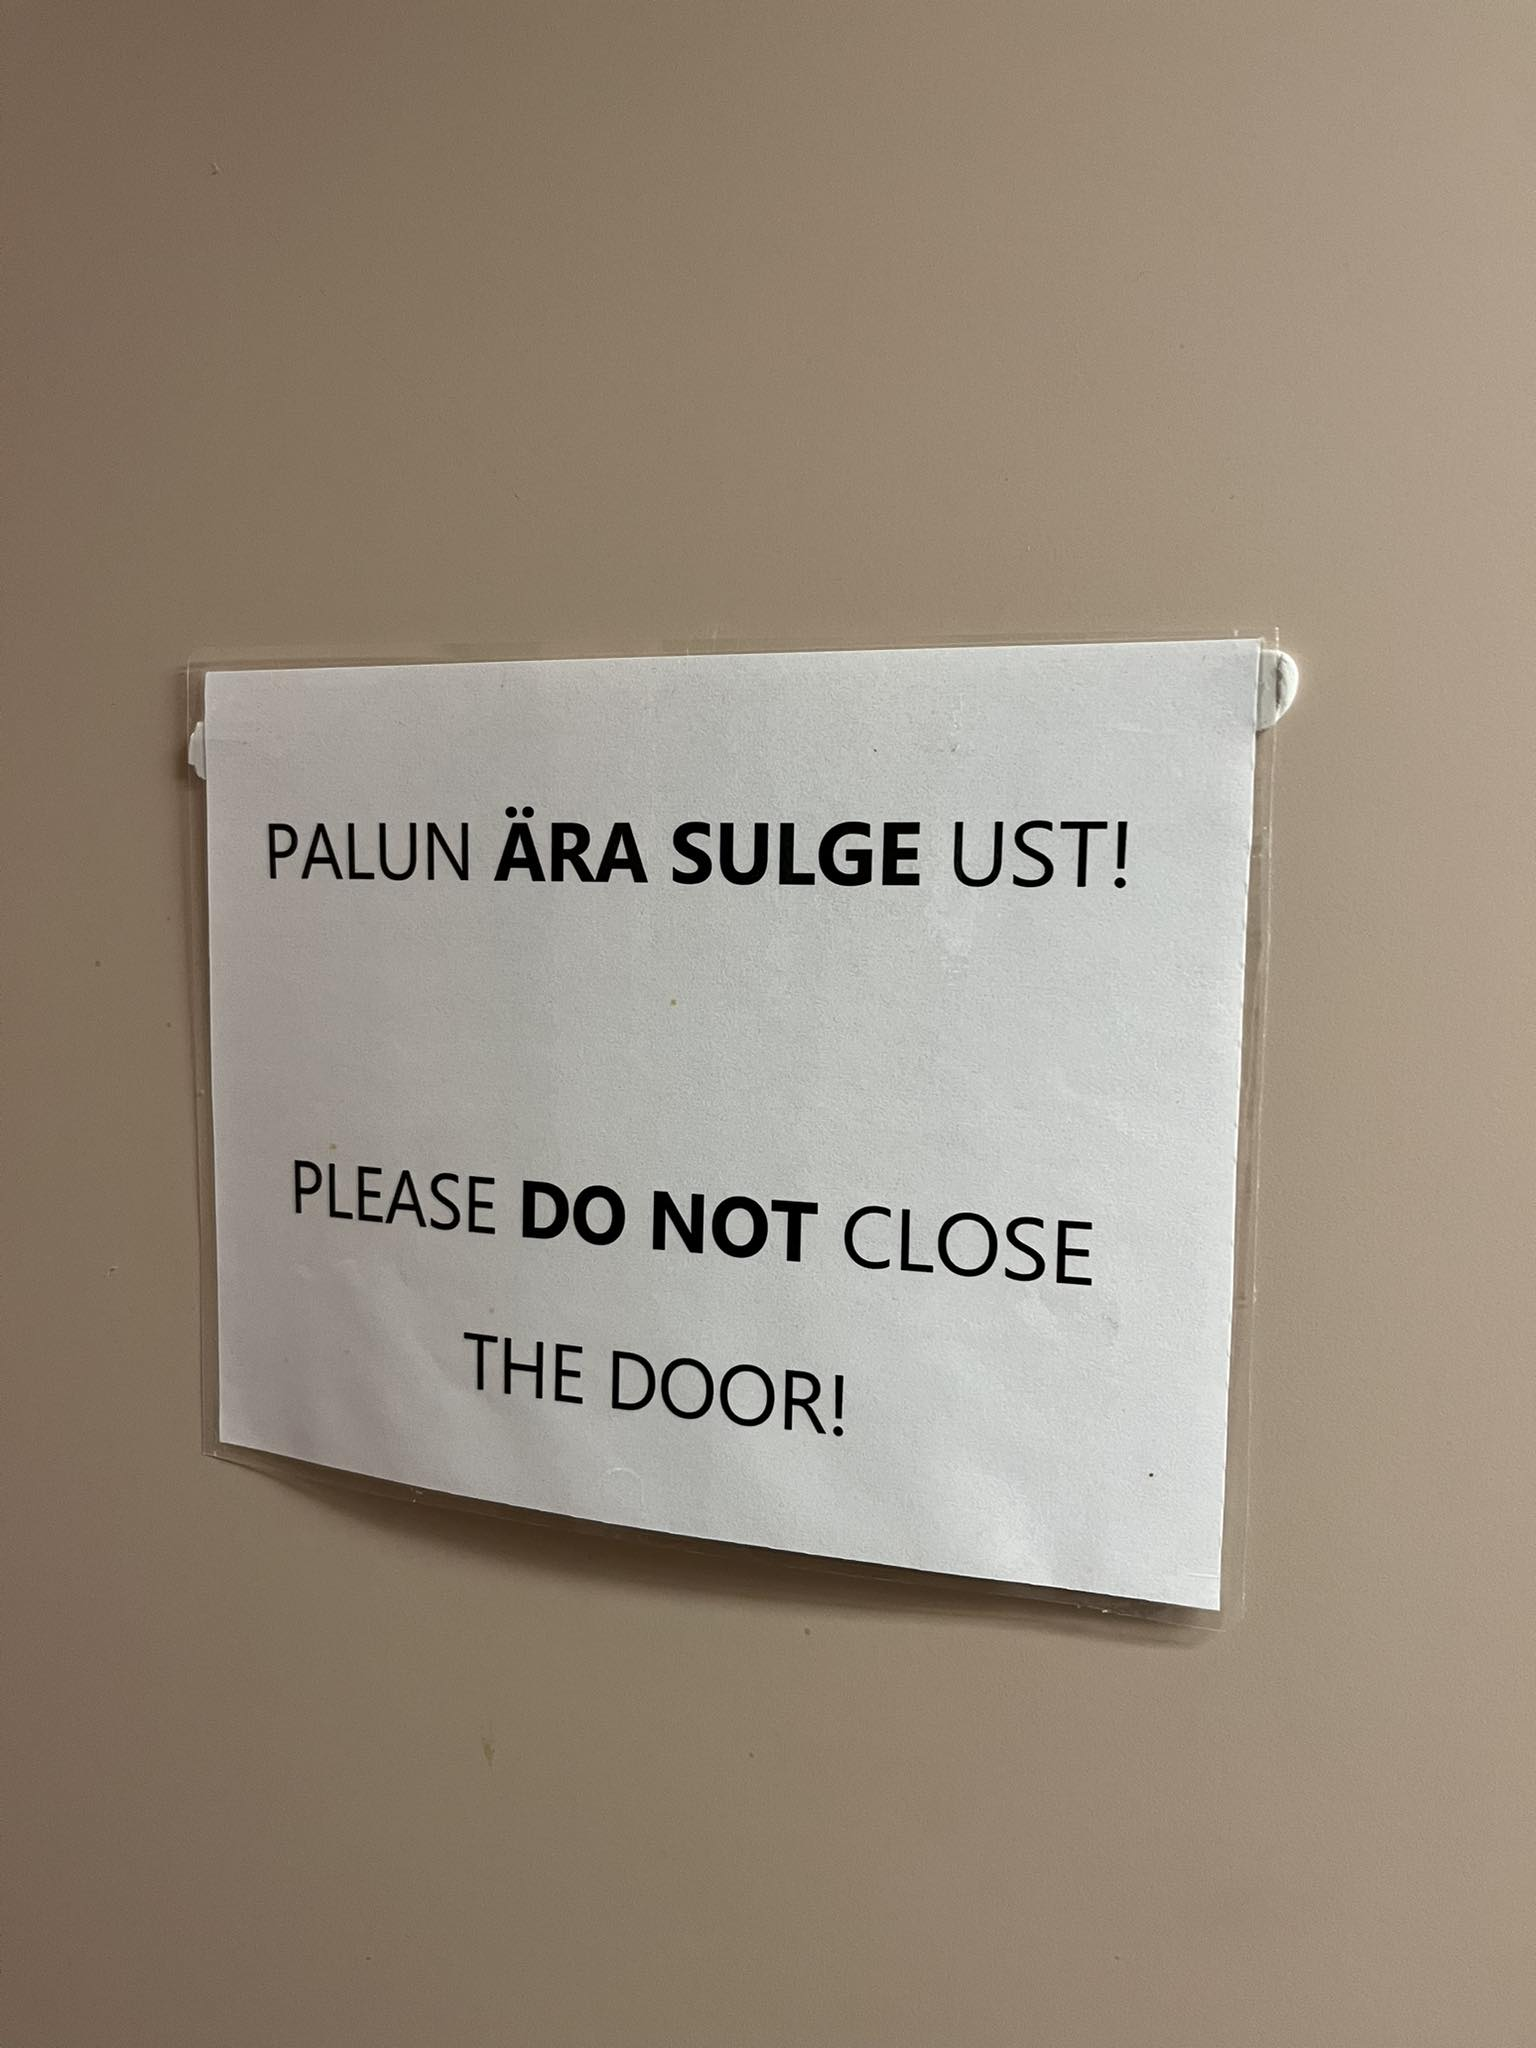 PALUN ÄRA SULGE UST!
PLEASE DO NOT CLOSE
THE DOOR!